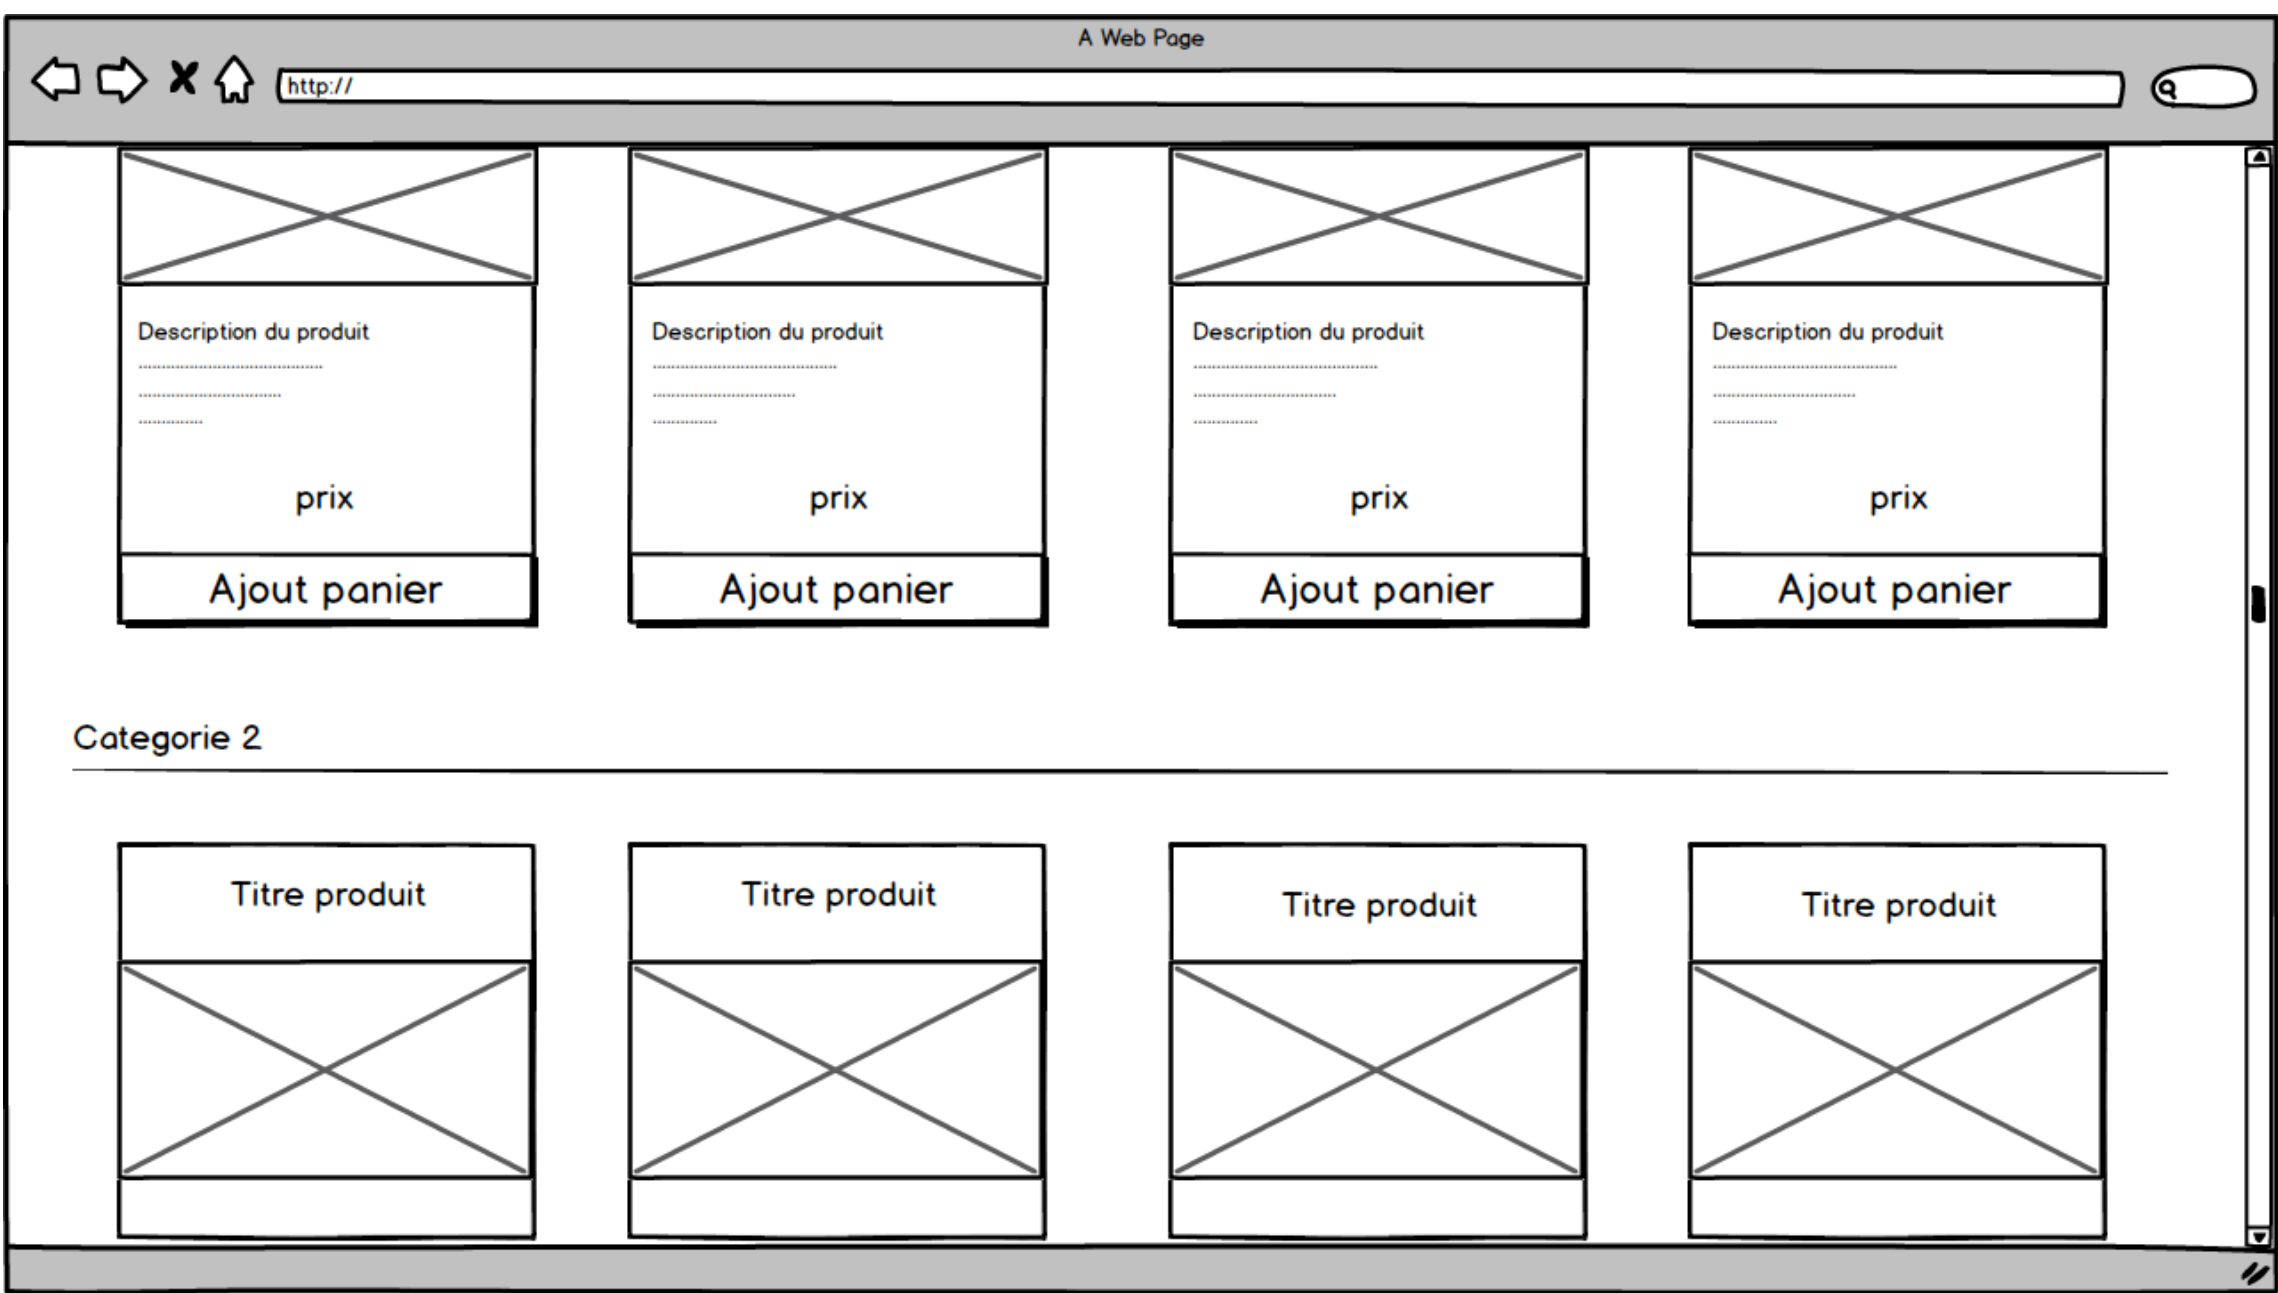 A Web Page
http://
Description du produit
Description du produit
Description du produit
Description du produit
prix
prix
prix
prix
Ajout panier
Ajout panier
Ajout panier
Ajout panier
Categorie 2
Titre produit
Titre produit
Titre produit
Titre produit